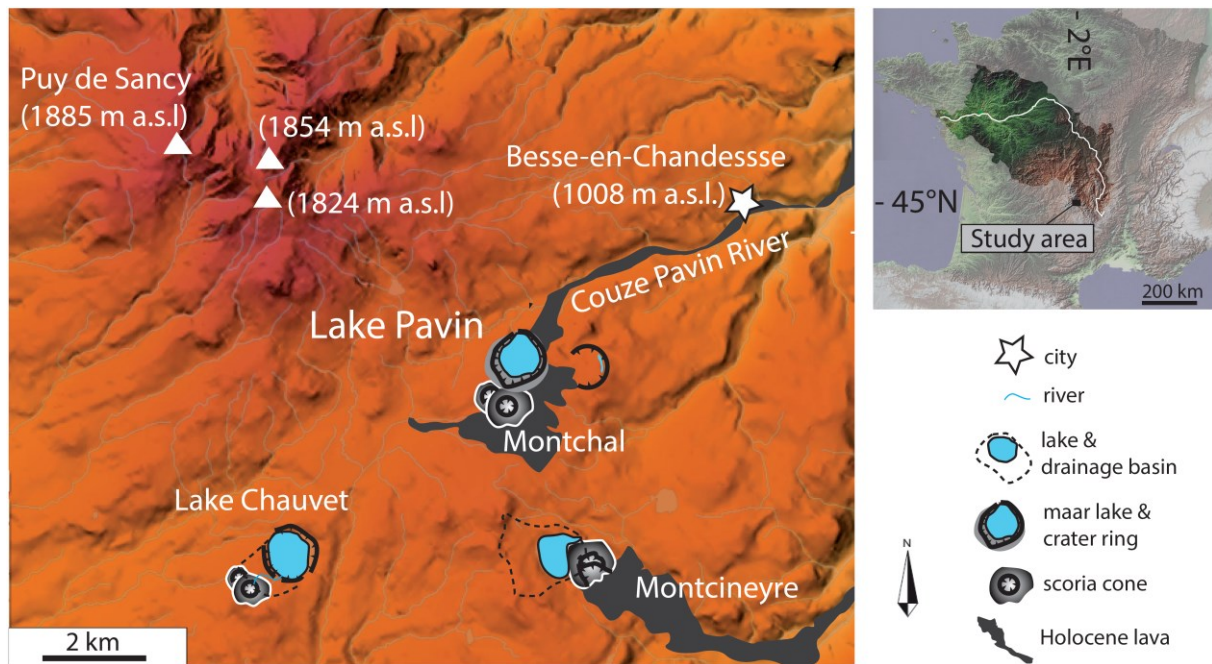 Puy de Sancy
(1885 m a.s.l)
(1854 m a.s.l)
(1824 m a.s.l)
Besse-en-Chandessse
(1008 m a.s.l.)
Couze Pavin River
Lake Pavin
Montchal
Lake Chauvet
Montcineyre
2 km
- 2°E
- 45°N
Study area
200 km
city
river
lake &
drainage basin
maar lake &
crater ring
scoria cone
Holocene lava
N